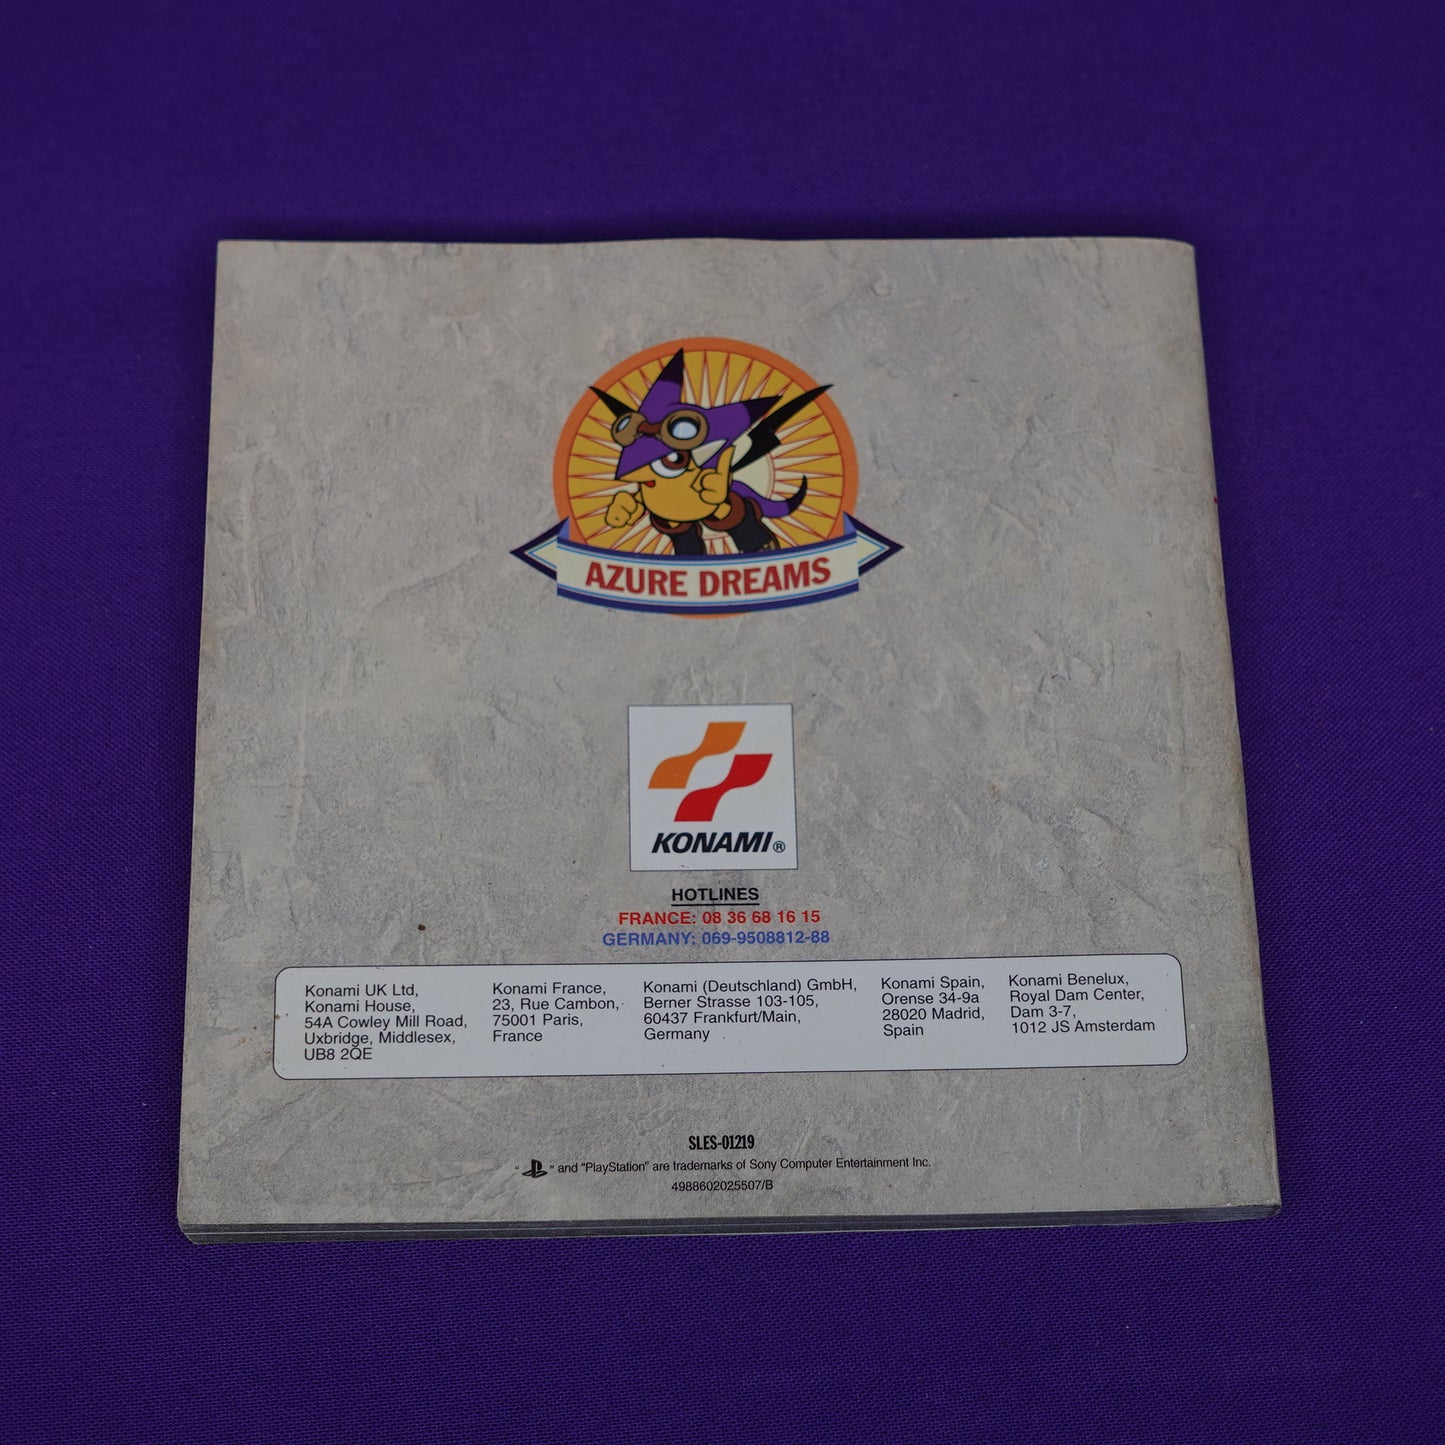 AZURE DREAMS
KONAMI®
HOTLINES
FRANCE: 08 36 68 16 15
GERMANY: 069-9508812-88
Konami UK Ltd,
Konami House,
54A Cowley Mill Road,
Uxbridge, Middlesex,
UB8 2QE
Konami France,
23, Rue Cambon,
75001 Paris,
France
Konami (Deutschland) GmbH,
Berner Strasse 103-105,
60437 Frankfurt/Main,
Germany
Konami Spain,
Orense 34-9a
28020 Madrid,
Spain
Konami Benelux,
Royal Dam Center,
Dam 3-7,
1012 JS Amsterdam
SLES-01219
" " and "PlayStation" are trademarks of Sony Computer Entertainment Inc.
4988602025507/B